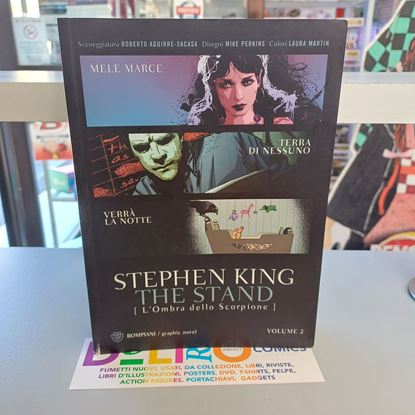 Sceneggiatura ROBERTO AGUIRRE-SACASA Disegni MIKE PERKINS Colori LAURA MARTIN
MELE MARCE
TERRA
DI NESSUNO
VERRÀ
LA NOTTE
STEPHEN KING
THE STAND
[ L'Ombra dello Scorpione ]
BOMPIANI / graphic novel
VOLUME 2
ABOUT
COMICS
FUMETTI NUOVI, USATI, DA COLLEZIONE, LIBRI, RIVISTE,
LIBRI D'ILLUSTRAZIONI, POSTERS, DVD, T-SHIRTS, FELPE,
ACTION FIGURES, PORTACHIAVI, GADGETS